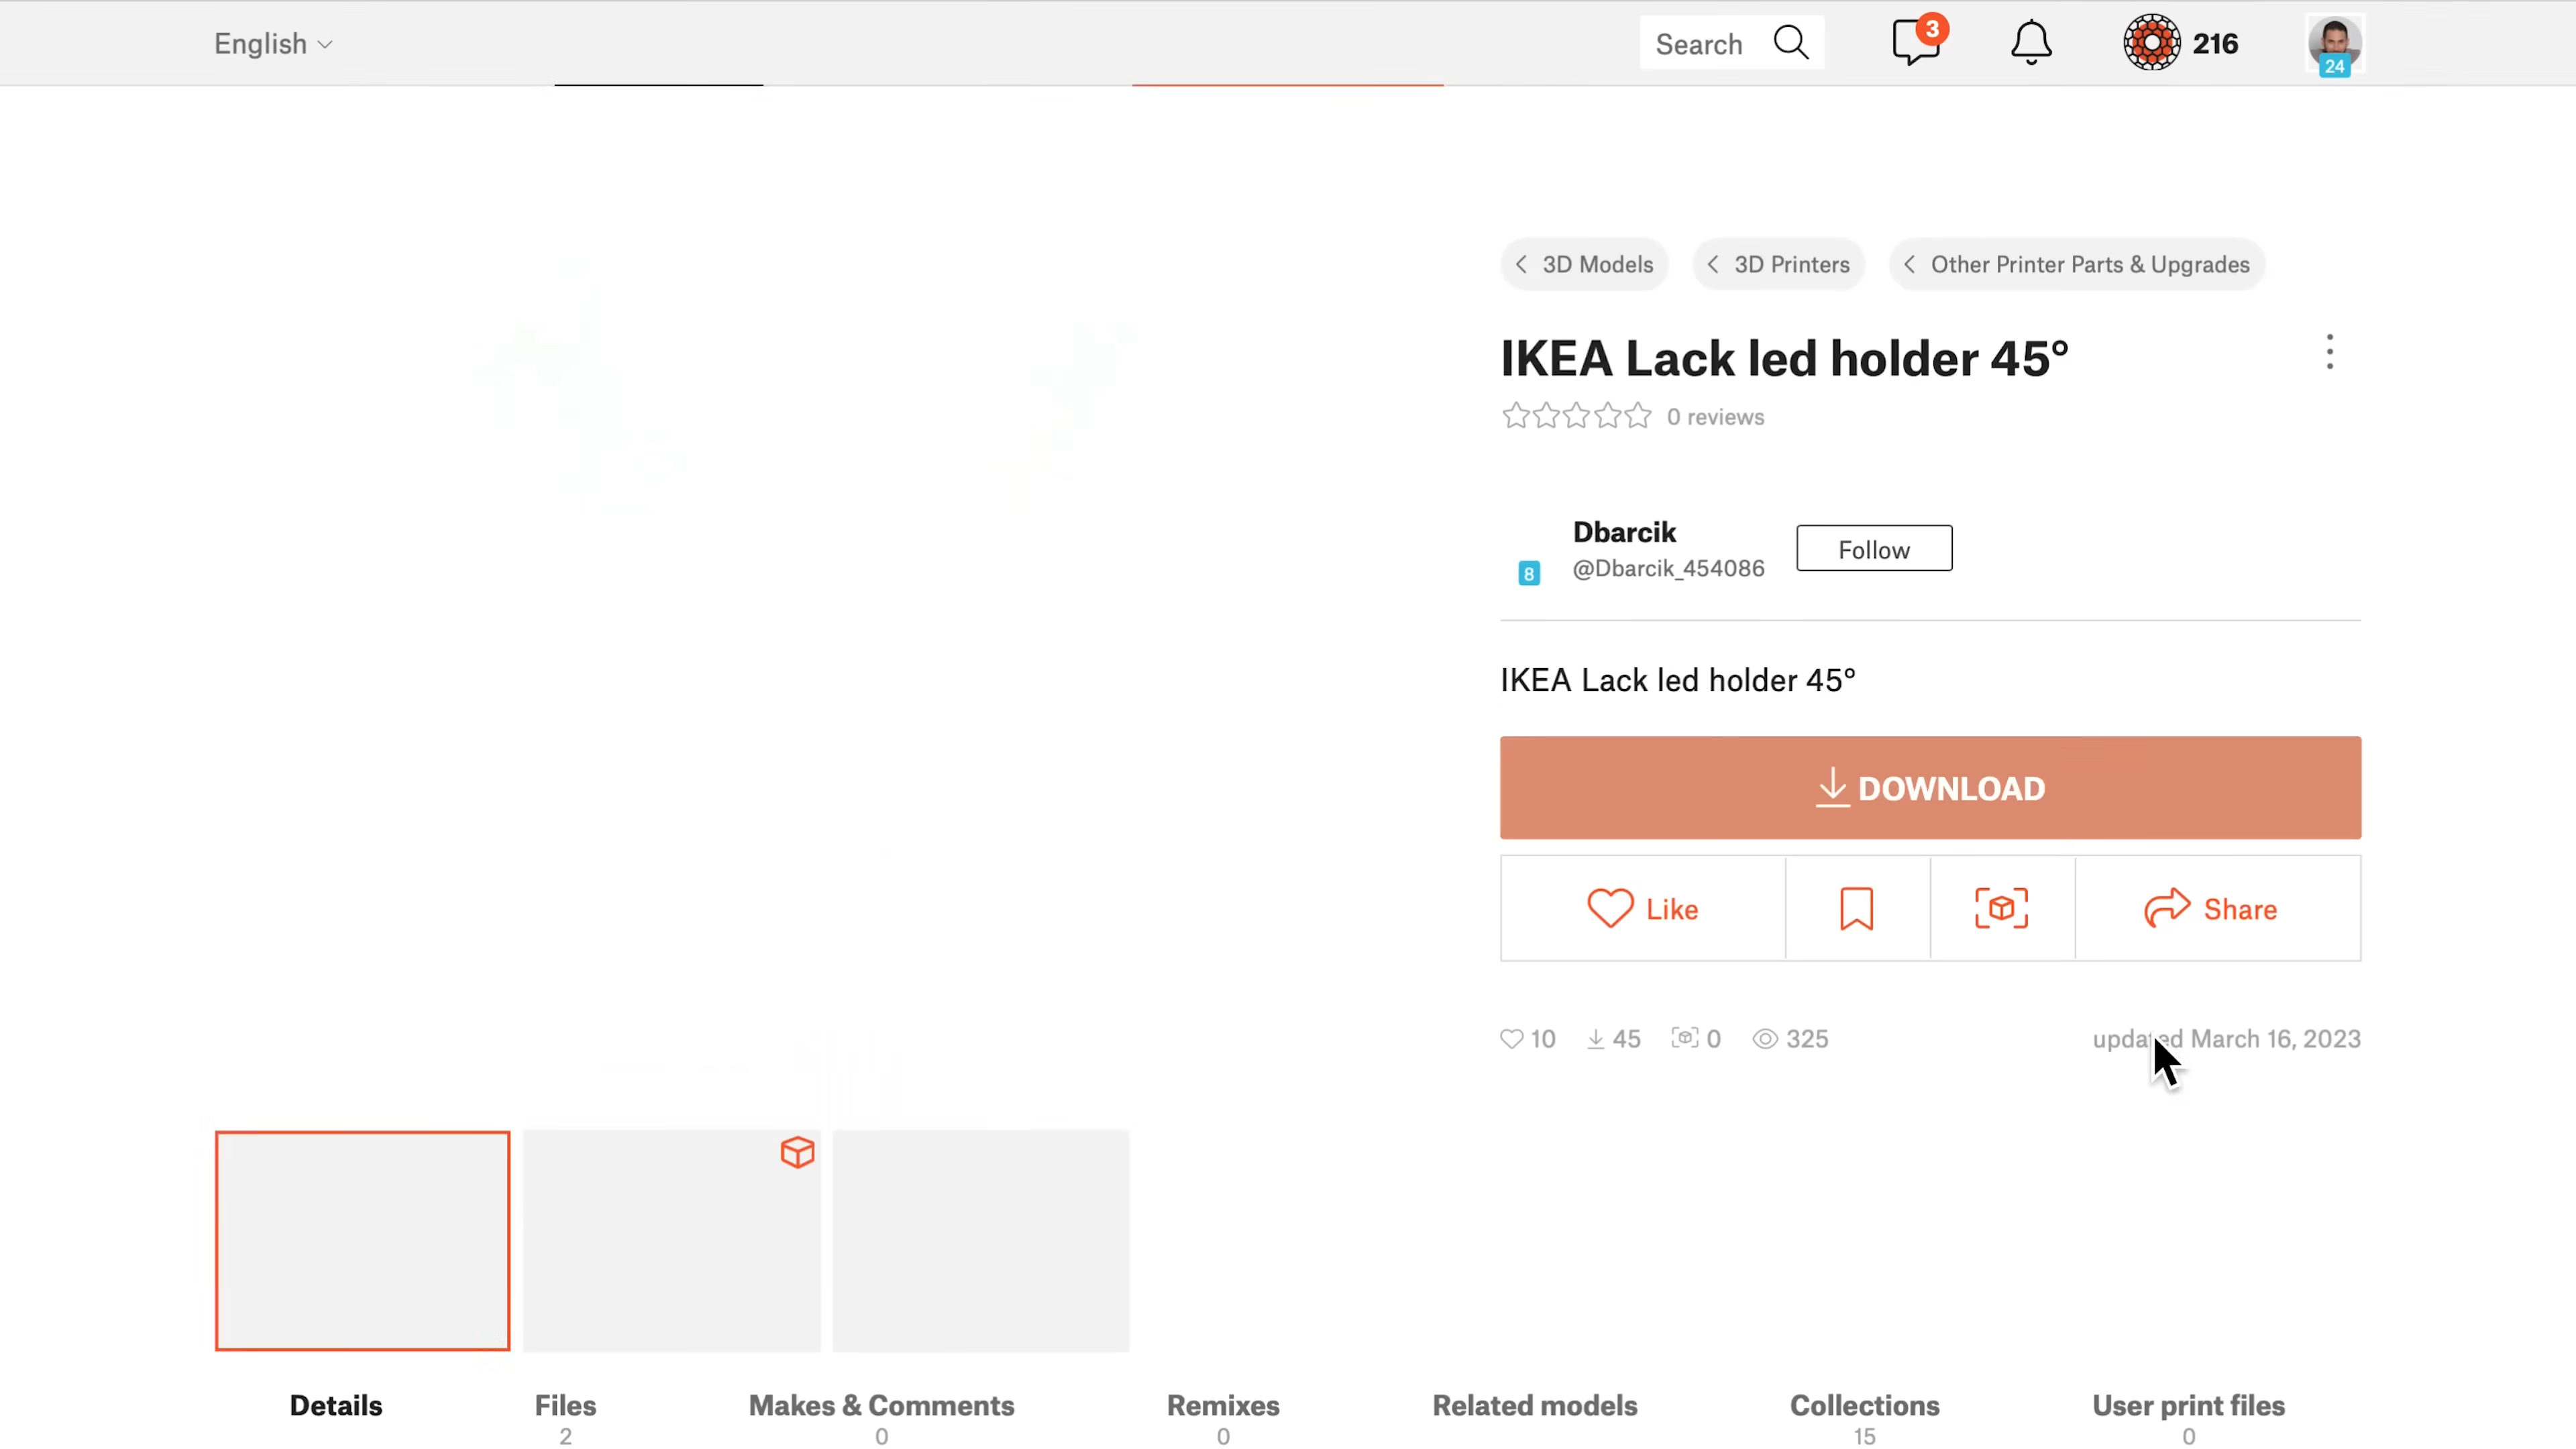 English
Search
3
216
24
3D Models
3D Printers
Other Printer Parts & Upgrades
IKEA Lack led holder 45°
0 reviews
Dbarcik
@Dbarcik_454086
8
Follow
IKEA Lack led holder 45°
DOWNLOAD
Like
Share
10
45
0
325
updated March 16, 2023
Details
Files
2
Makes & Comments
0
Remixes
0
Related models
Collections
15
User print files
0